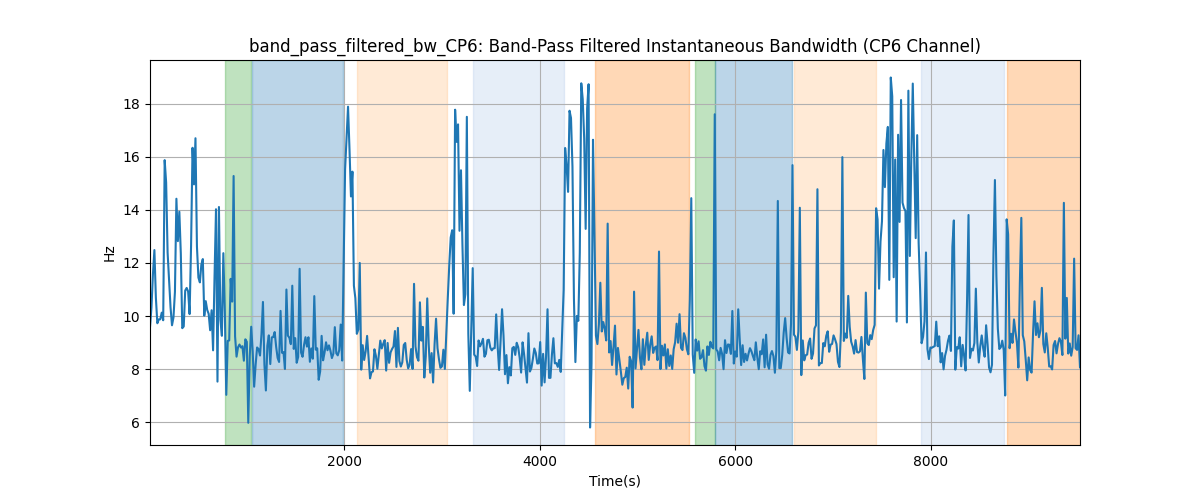 band_pass_filtered_bw_CP6: Band-Pass Filtered Instantaneous Bandwidth (CP6 Channel)
18
16
14
12
10
8
6
Hz
2000 4000 6000 8000
Time(s)